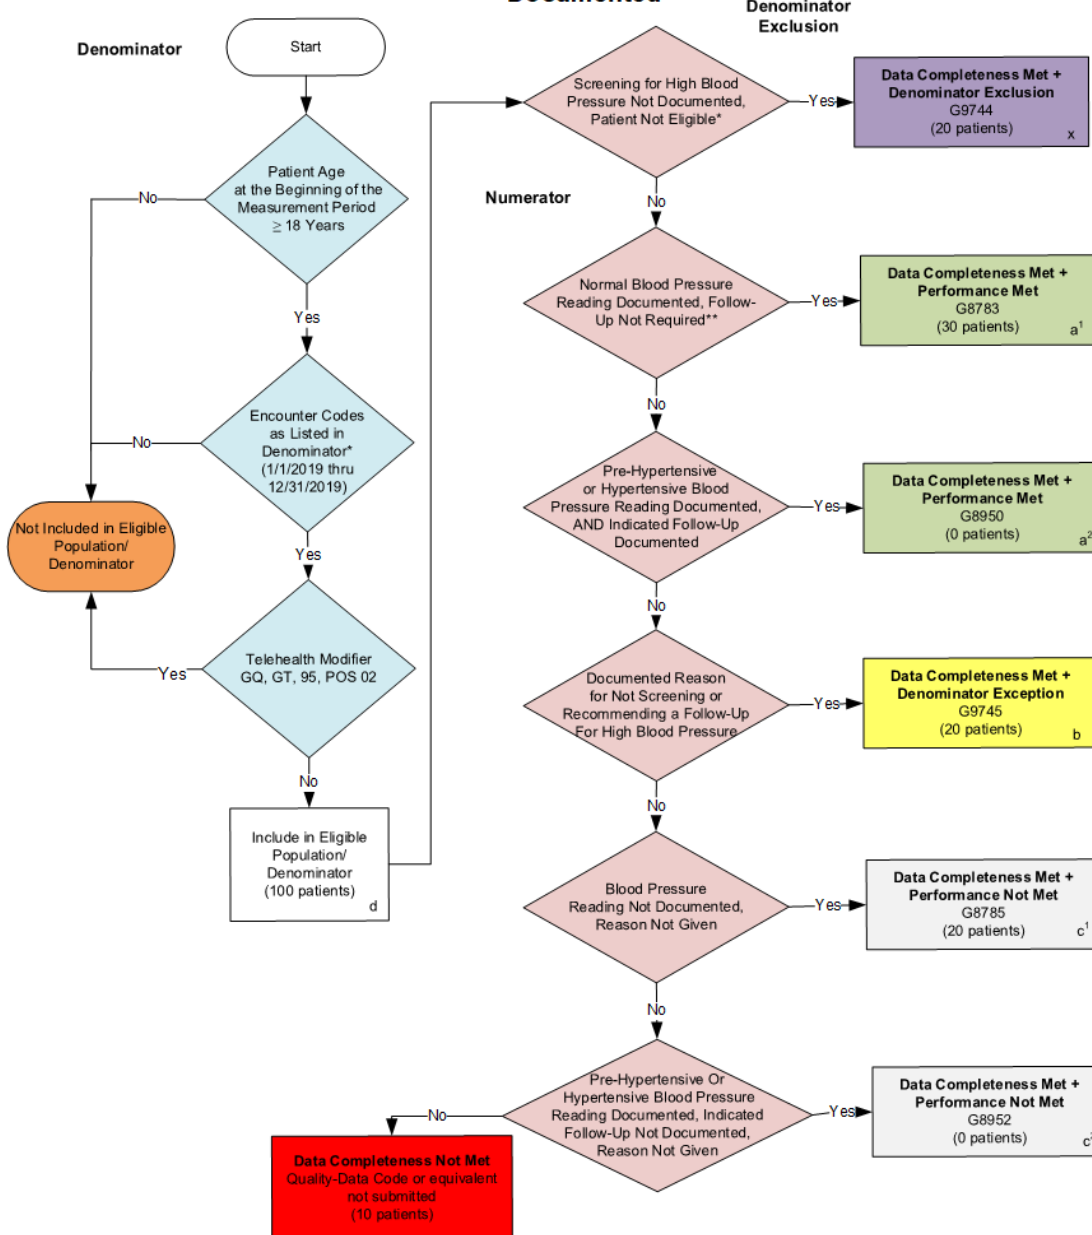 Documented
Denominator
Exclusion
Denominator
Start
Screening for High Blood
Pressure Not Documented,
Patient Not Eligible*
Yes
Data Completeness Met +
Denominator Exclusion
G9744
(20 patients)
x
Patient Age
at the Beginning of the
Measurement Period
≥ 18 Years
No
Yes
Numerator
No
Normal Blood Pressure
Reading Documented, Follow-
Up Not Required**
Yes
Data Completeness Met +
Performance Met
G8783
(30 patients)
a1
No
Encounter Codes
as Listed in
Denominator*
(1/1/2019 thru
12/31/2019)
No
Yes
Pre-Hypertensive
or Hypertensive Blood
Pressure Reading Documented,
AND Indicated Follow-Up
Documented
Yes
Data Completeness Met +
Performance Met
G8950
(0 patients)
a2
No
Not Included in Eligible
Population/
Denominator
Telehealth Modifier
GQ, GT, 95, POS 02
Yes
No
Documented Reason
for Not Screening or
Recommending a Follow-Up
For High Blood Pressure
Yes
Data Completeness Met +
Denominator Exception
G9745
(20 patients)
b
No
Include in Eligible
Population/
Denominator
(100 patients)
d
Blood Pressure
Reading Not Documented,
Reason Not Given
Yes
Data Completeness Met +
Performance Not Met
G8785
(20 patients)
c1
No
Pre-Hypertensive Or
Hypertensive Blood Pressure
Reading Documented, Indicated
Follow-Up Not Documented,
Reason Not Given
Yes
Data Completeness Met +
Performance Not Met
G8952
(0 patients)
c
No
Data Completeness Not Met
Quality-Data Code or equivalent
not submitted
(10 patients)